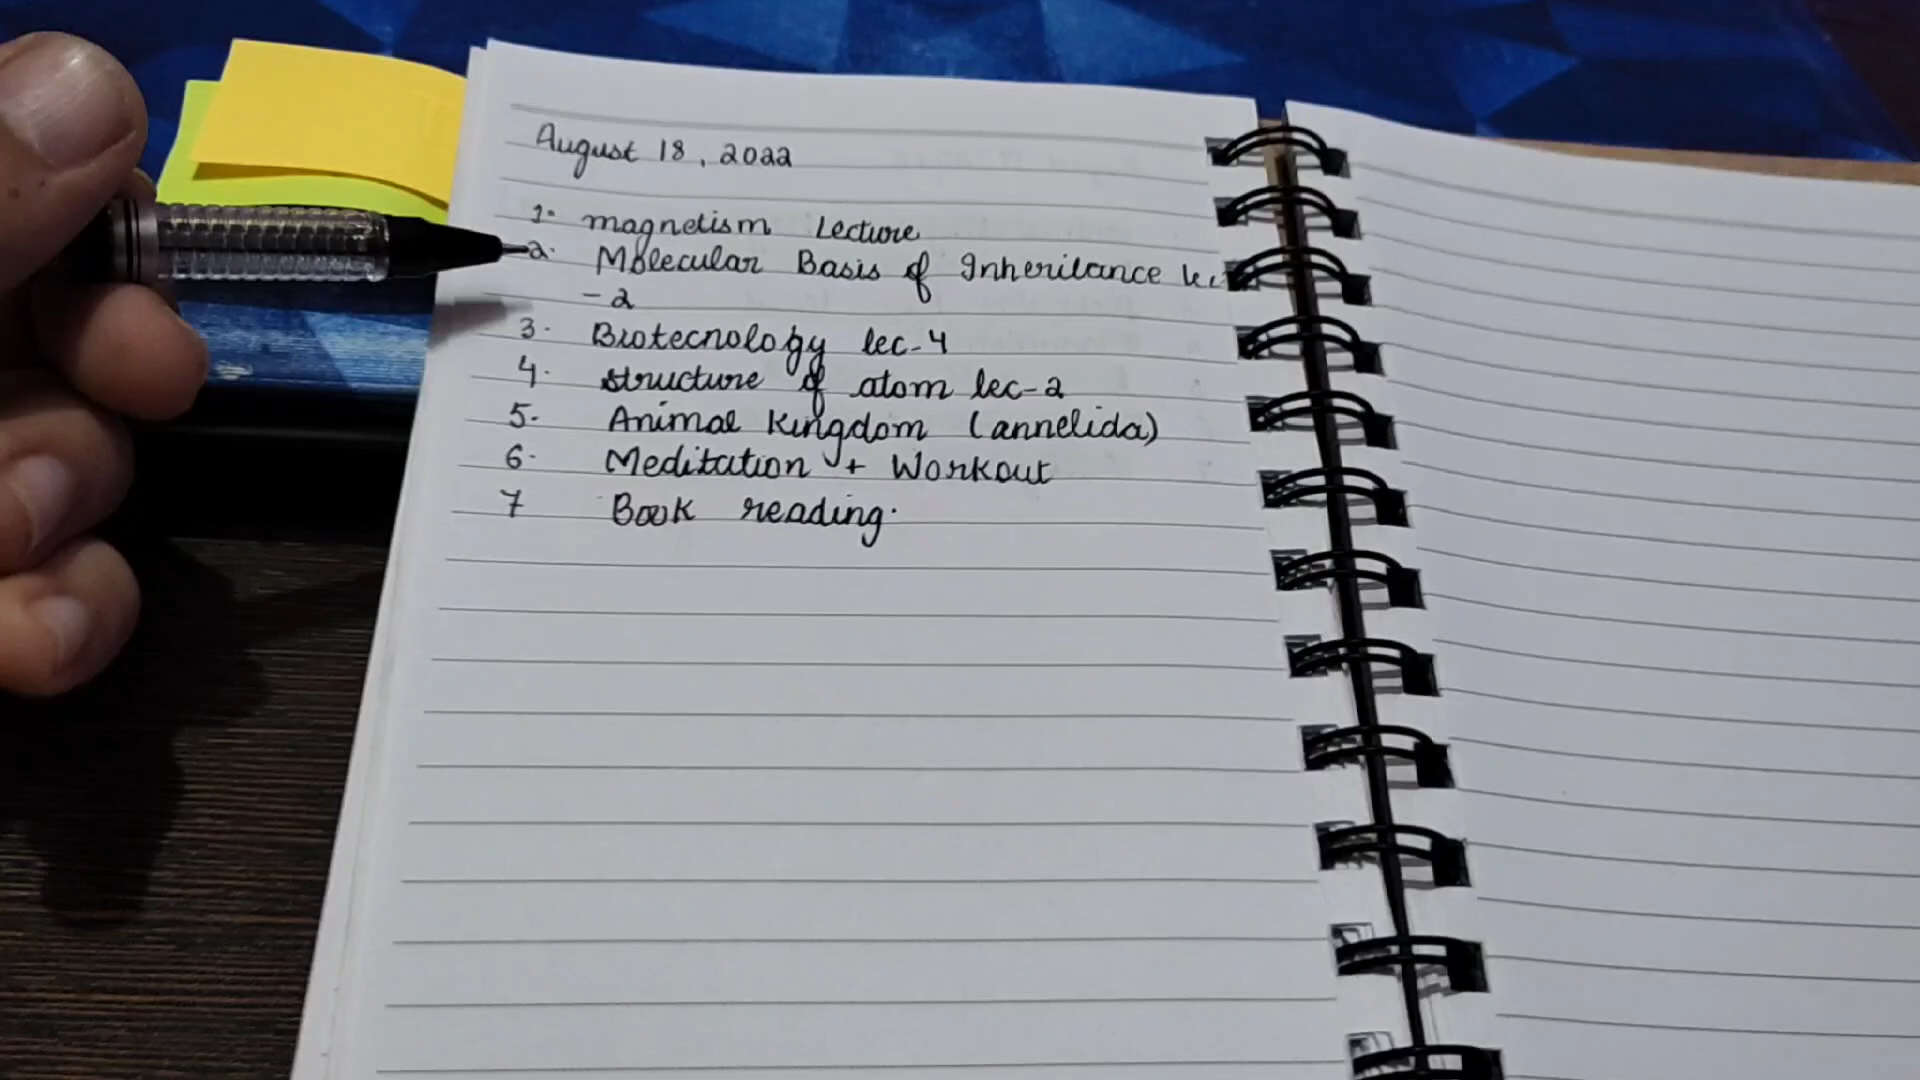 August 18, 2022
1. magnetism Lecture
2. Molecular Basis of Inheritance lec
- 2
3. Biotecnology lec-4
4. structure of atom lec-2
5. Animal Kingdom (annelida)
6. Meditation + Workout
7 Book reading.